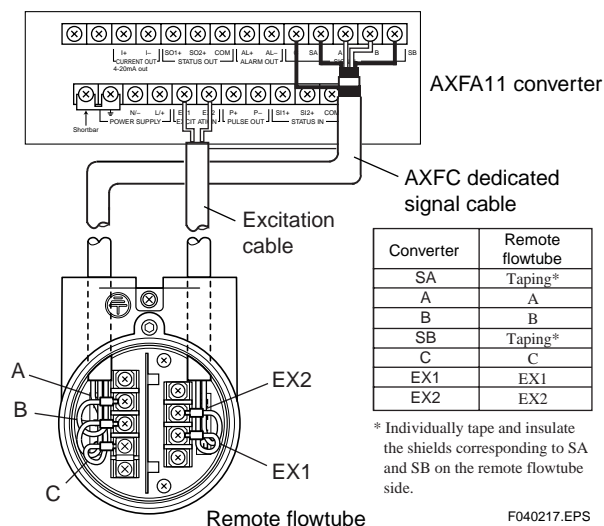 I+ I– SO1+ SO2+ COM AL+ AL– SA A B SB
CURRENT OUT STATUS OUT ALARM OUT
4-20mA out
AXFA11 converter
N/– L/+ EX1 EX2 P+ P– SI1+ SI2+ COM
POWER SUPPLY EXCITATION PULSE OUT STATUS IN
Shortbar
AXFC dedicated
signal cable
Excitation
cable
Converter Remote flowtube
SA Taping*
A A
B B
SB Taping*
C C
EX1 EX1
EX2 EX2
* Individually tape and insulate
the shields corresponding to SA
and SB on the remote flowtube
side.
A
B
C
EX2
EX1
Remote flowtube
F040217.EPS